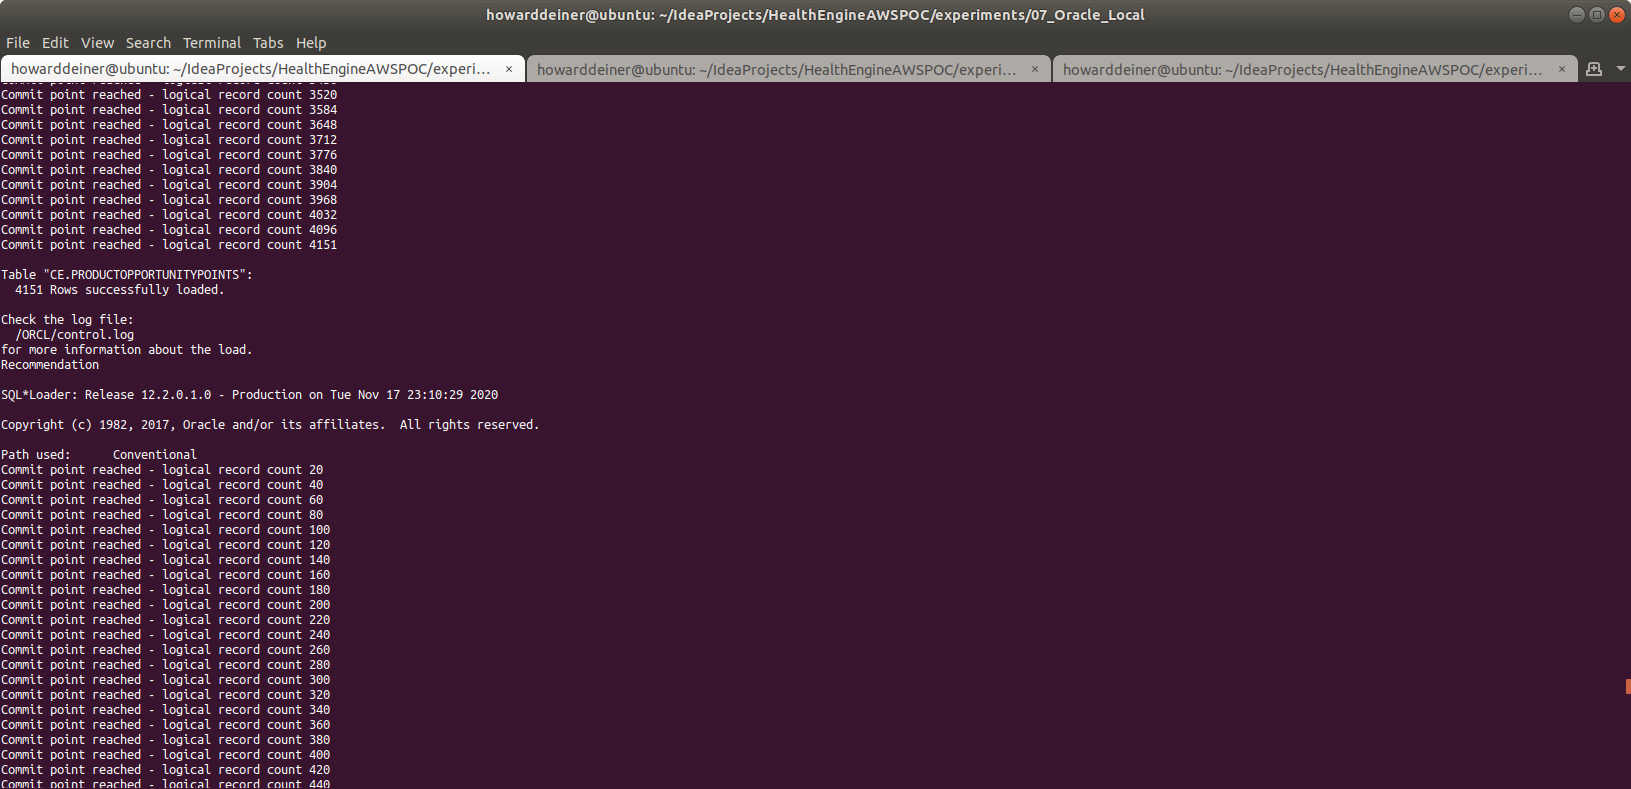 howarddeiner@ubuntu: ~/IdeaProjects/HealthEngineAWSPOC/experiments/07_Oracle_Local
File Edit View Search Terminal Tabs Help
howarddeiner@ubuntu: ~/IdeaProjects/HealthEngineAWSPOC/experi... × howarddeiner@ubuntu: ~/IdeaProjects/HealthEngineAWSPOC/experi... × howarddeiner@ubuntu: ~/IdeaProjects/HealthEngineAWSPOC/experi... ×
Commit point reached - logical record count 3520
Commit point reached - logical record count 3584
Commit point reached - logical record count 3648
Commit point reached - logical record count 3712
Commit point reached - logical record count 3776
Commit point reached - logical record count 3840
Commit point reached - logical record count 3904
Commit point reached - logical record count 3968
Commit point reached - logical record count 4032
Commit point reached - logical record count 4096
Commit point reached - logical record count 4151
Table "CE.PRODUCTOPPORTUNITYPOINTS":
  4151 Rows successfully loaded.
Check the log file:
  /ORCL/control.log
for more information about the load.
Recommendation
SQL*Loader: Release 12.2.0.1.0 - Production on Tue Nov 17 23:10:29 2020
Copyright (c) 1982, 2017, Oracle and/or its affiliates.  All rights reserved.
Path used:      Conventional
Commit point reached - logical record count 20
Commit point reached - logical record count 40
Commit point reached - logical record count 60
Commit point reached - logical record count 80
Commit point reached - logical record count 100
Commit point reached - logical record count 120
Commit point reached - logical record count 140
Commit point reached - logical record count 160
Commit point reached - logical record count 180
Commit point reached - logical record count 200
Commit point reached - logical record count 220
Commit point reached - logical record count 240
Commit point reached - logical record count 260
Commit point reached - logical record count 280
Commit point reached - logical record count 300
Commit point reached - logical record count 320
Commit point reached - logical record count 340
Commit point reached - logical record count 360
Commit point reached - logical record count 380
Commit point reached - logical record count 400
Commit point reached - logical record count 420
Commit point reached - logical record count 440